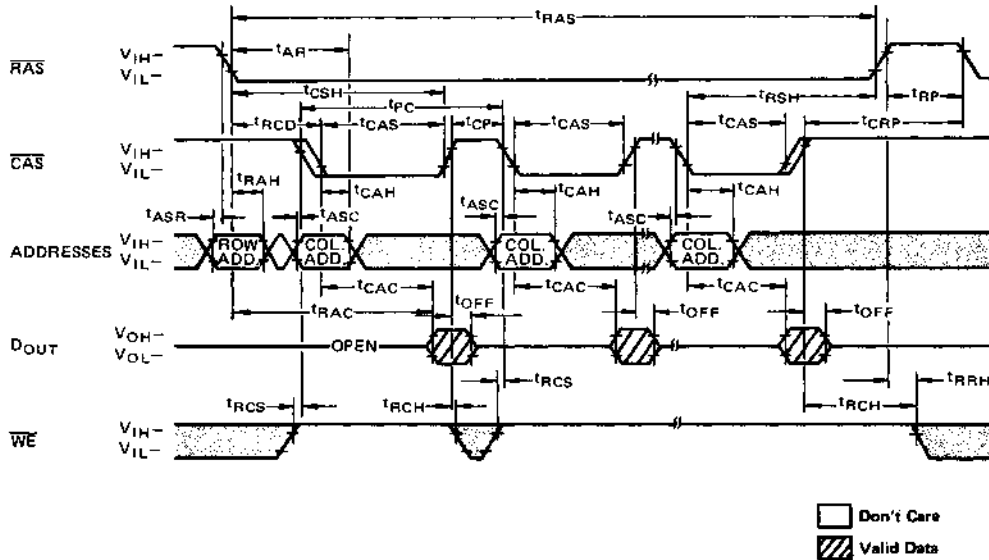 tRAS
tAR
RAS
VIH
VIL
tCSH
tPC
tRSH
tRP
tRCD
tCAS
tCP
tCAS
tCAS
tCRP
CAS
VIH
VIL
tRAH
tCAH
tCAH
tCAH
tASR
tASC
tASC
tASC
ADDRESSES
VIH
VIL
ROW ADD.
COL. ADD.
COL. ADD.
COL. ADD.
tCAC
tCAC
tCAC
tRAC
tOFF
tOFF
tOFF
DOUT
VOH
VOL
OPEN
tRCS
tRRH
tRCS
tRCH
tRCH
WE
VIH
VIL
Don't Care
Valid Data